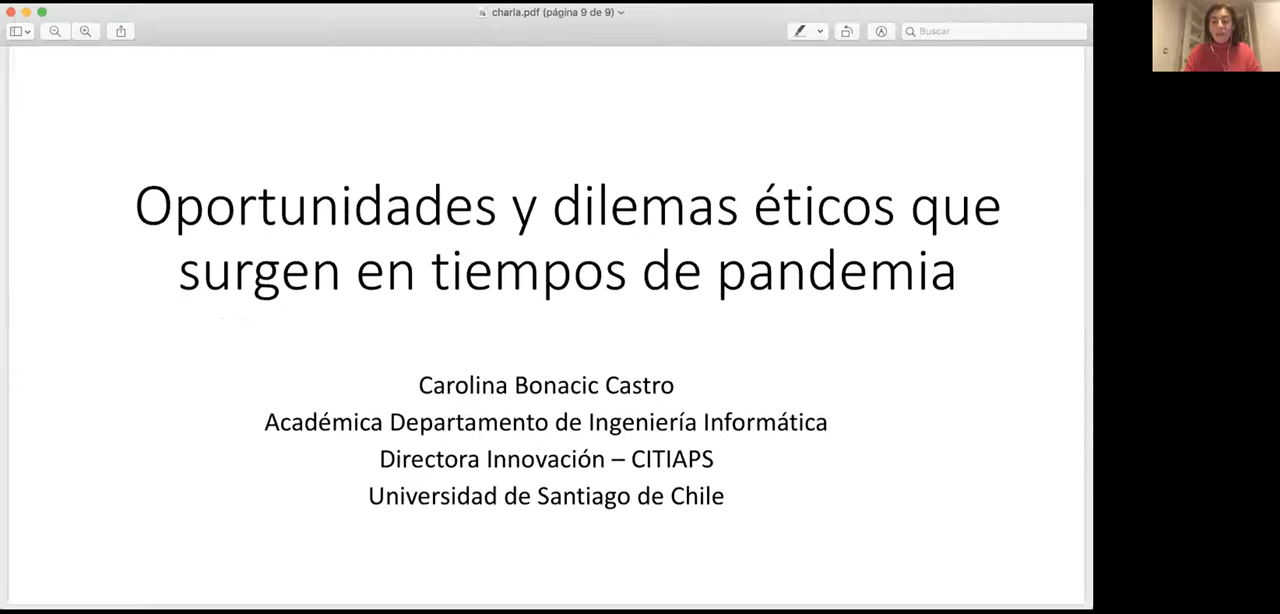 charla.pdf (página 9 de 9)
Buscar
Oportunidades y dilemas éticos que
surgen en tiempos de pandemia
Carolina Bonacic Castro
Académica Departamento de Ingeniería Informática
Directora Innovación – CITIAPS
Universidad de Santiago de Chile